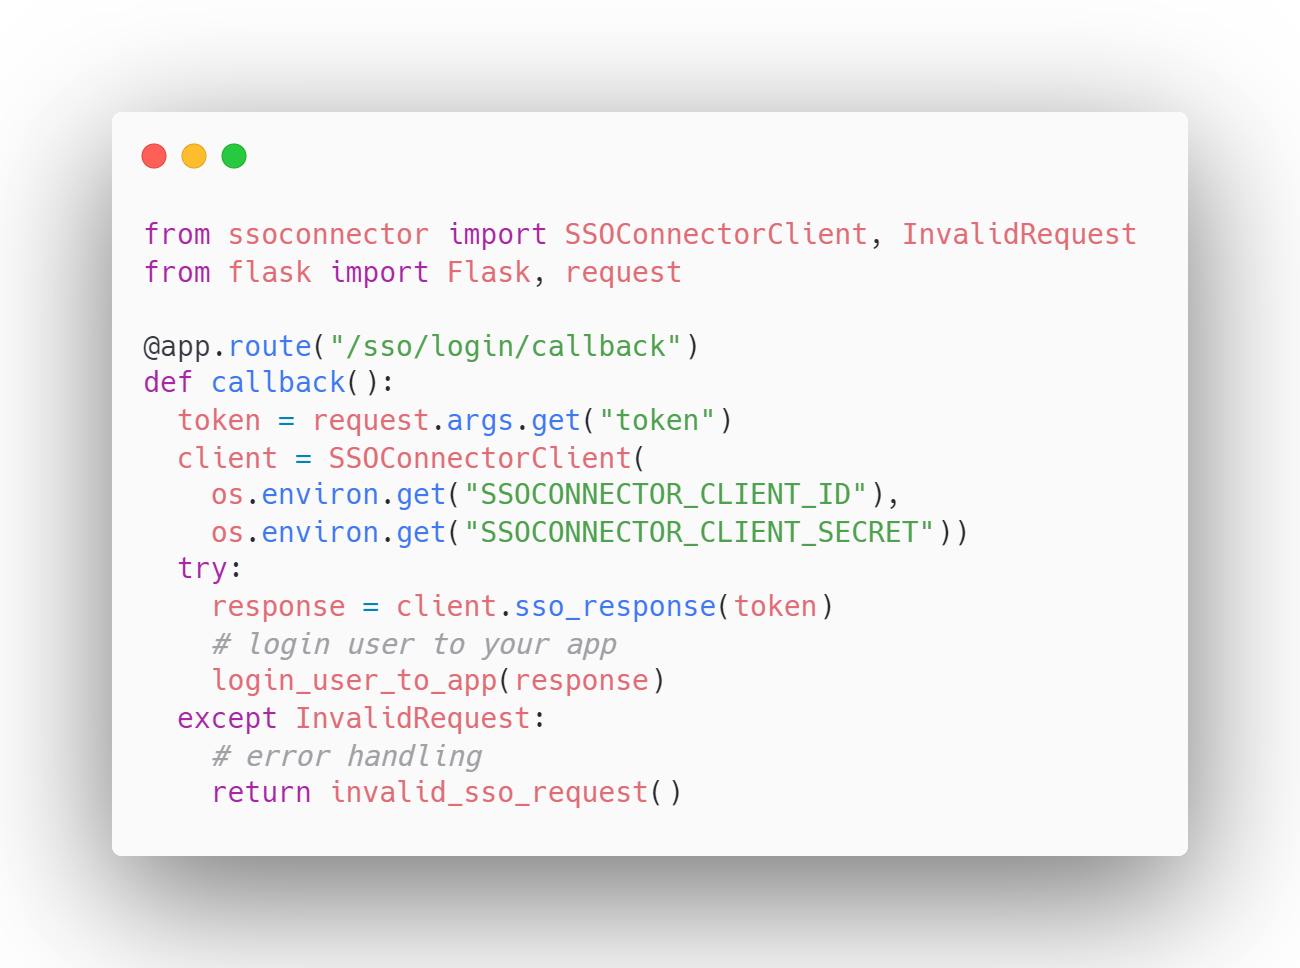 from ssoconnector import SSOConnectorClient, InvalidRequest
from flask import Flask, request

@app.route("/sso/login/callback")
def callback():
  token = request.args.get("token")
  client = SSOConnectorClient(
    os.environ.get("SSOCONNECTOR_CLIENT_ID"),
    os.environ.get("SSOCONNECTOR_CLIENT_SECRET"))
  try:
    response = client.sso_response(token)
    # login user to your app
    login_user_to_app(response)
  except InvalidRequest:
    # error handling
    return invalid_sso_request()